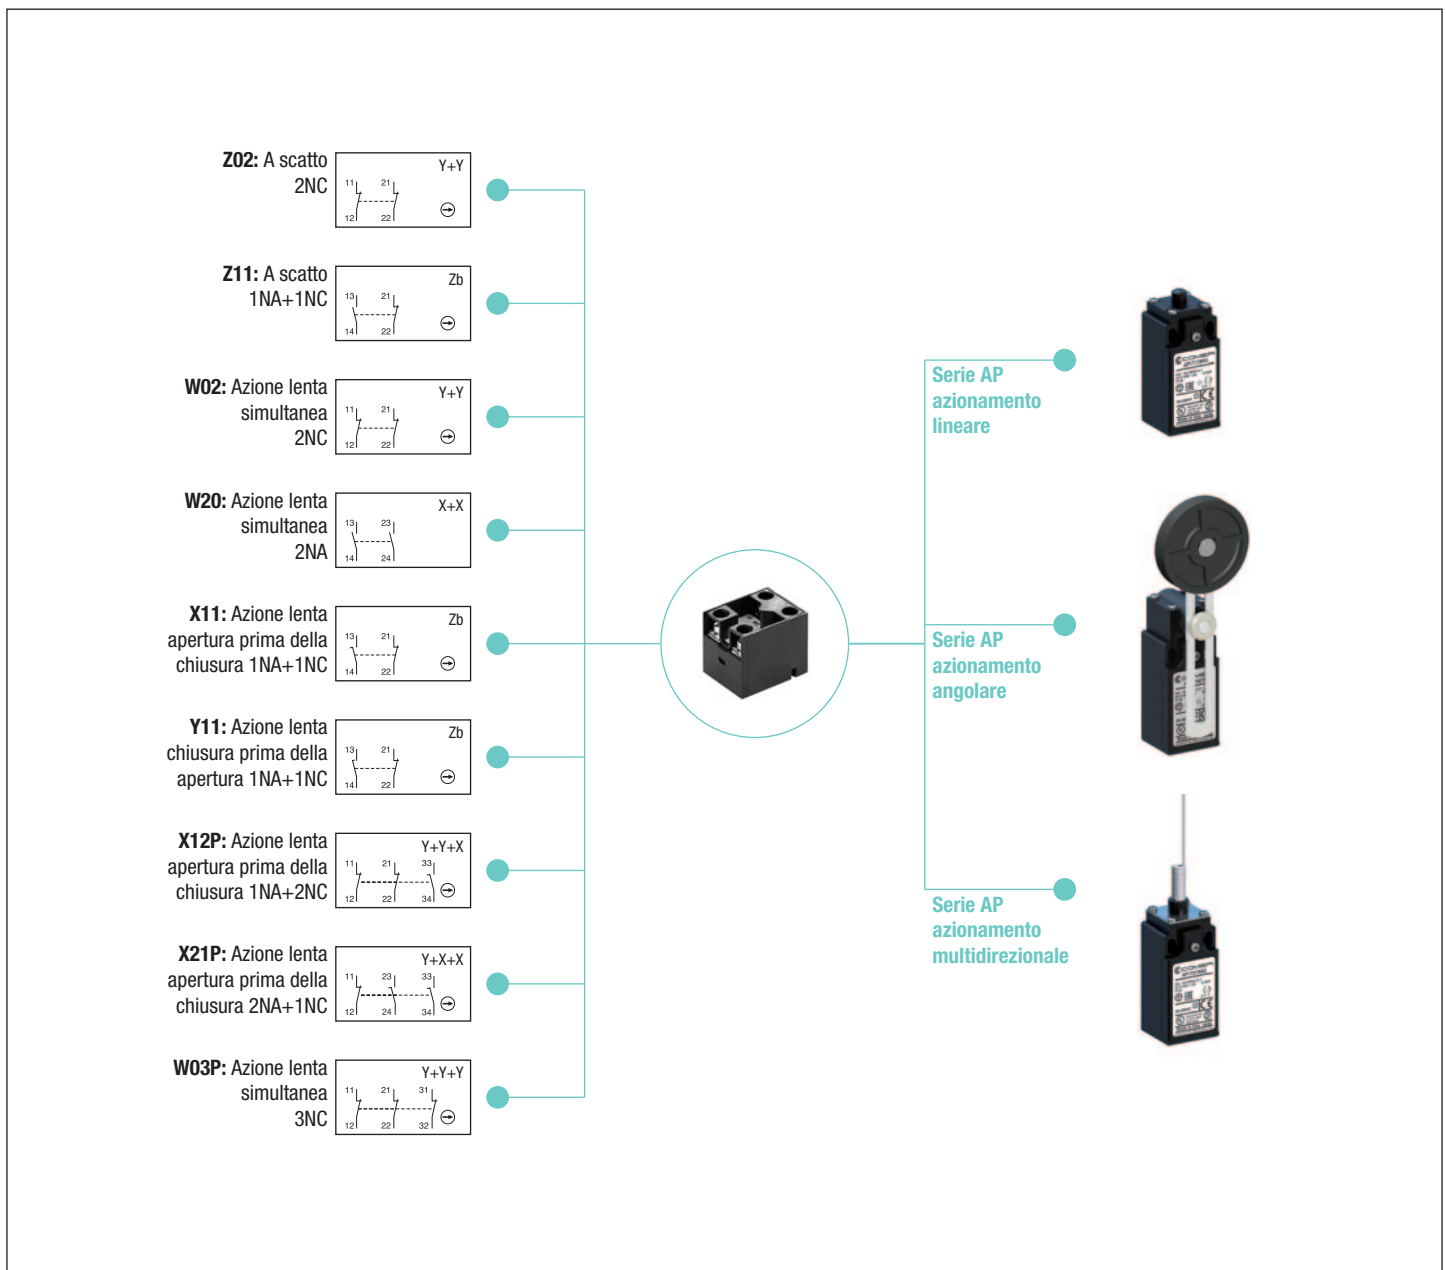 Z02: A scatto
2NC
Y+Y
11 21
12 22
Z11: A scatto
1NA+1NC
Zb
13 21
14 22
W02: Azione lenta
simultanea
2NC
Y+Y
11 21
12 22
W20: Azione lenta
simultanea
2NA
X+X
13 23
14 24
X11: Azione lenta
apertura prima della
chiusura 1NA+1NC
Zb
13 21
14 22
Y11: Azione lenta
chiusura prima della
apertura 1NA+1NC
Zb
13 21
14 22
X12P: Azione lenta
apertura prima della
chiusura 1NA+2NC
Y+Y+X
11 21 33
12 22 34
X21P: Azione lenta
apertura prima della
chiusura 2NA+1NC
Y+X+X
11 23 33
12 24 34
W03P: Azione lenta
simultanea
3NC
Y+Y+Y
11 21 31
12 22 32
Serie AP
azionamento
lineare
Serie AP
azionamento
angolare
Serie AP
azionamento
multidirezionale
COMEPI
COMEPI